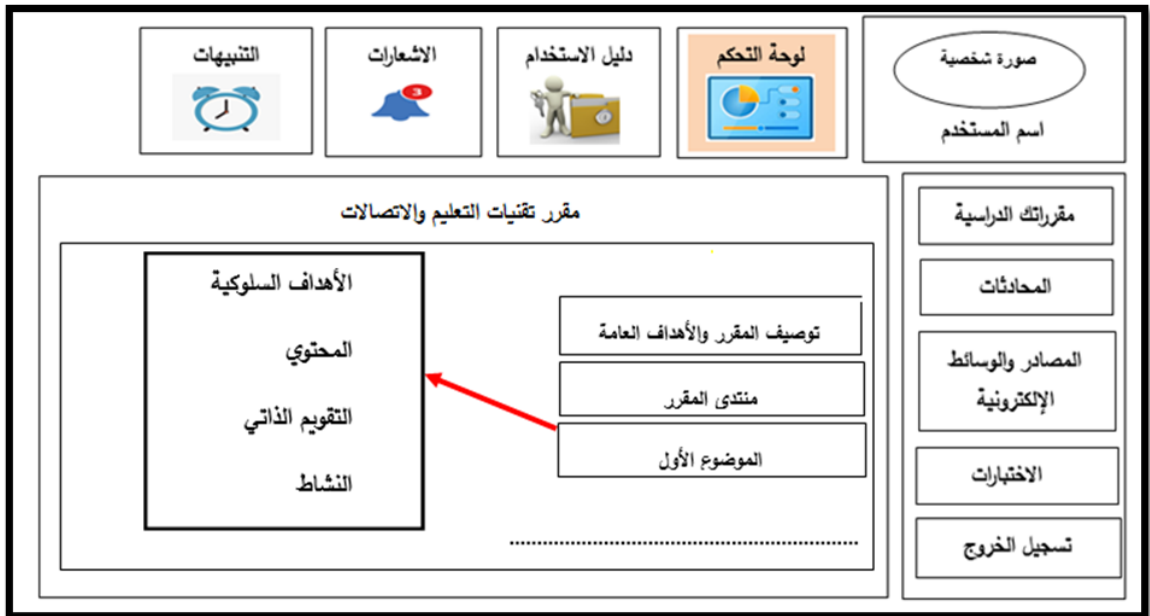 صورة شخصية
اسم المستخدم
لوحة التحكم
دليل الاستخدام
الاشعارات
3
التنبيهات
مقرراتك الدراسية
المحادثات
المصادر والوسائط
الإلكترونية
الاختبارات
تسجيل الخروج
مقرر تقنيات التعليم والاتصالات
توصيف المقرر والأهداف العامة
منتدى المقرر
الموضوع الأول
................................................................
الأهداف السلوكية
المحتوي
التقويم الذاتي
النشاط